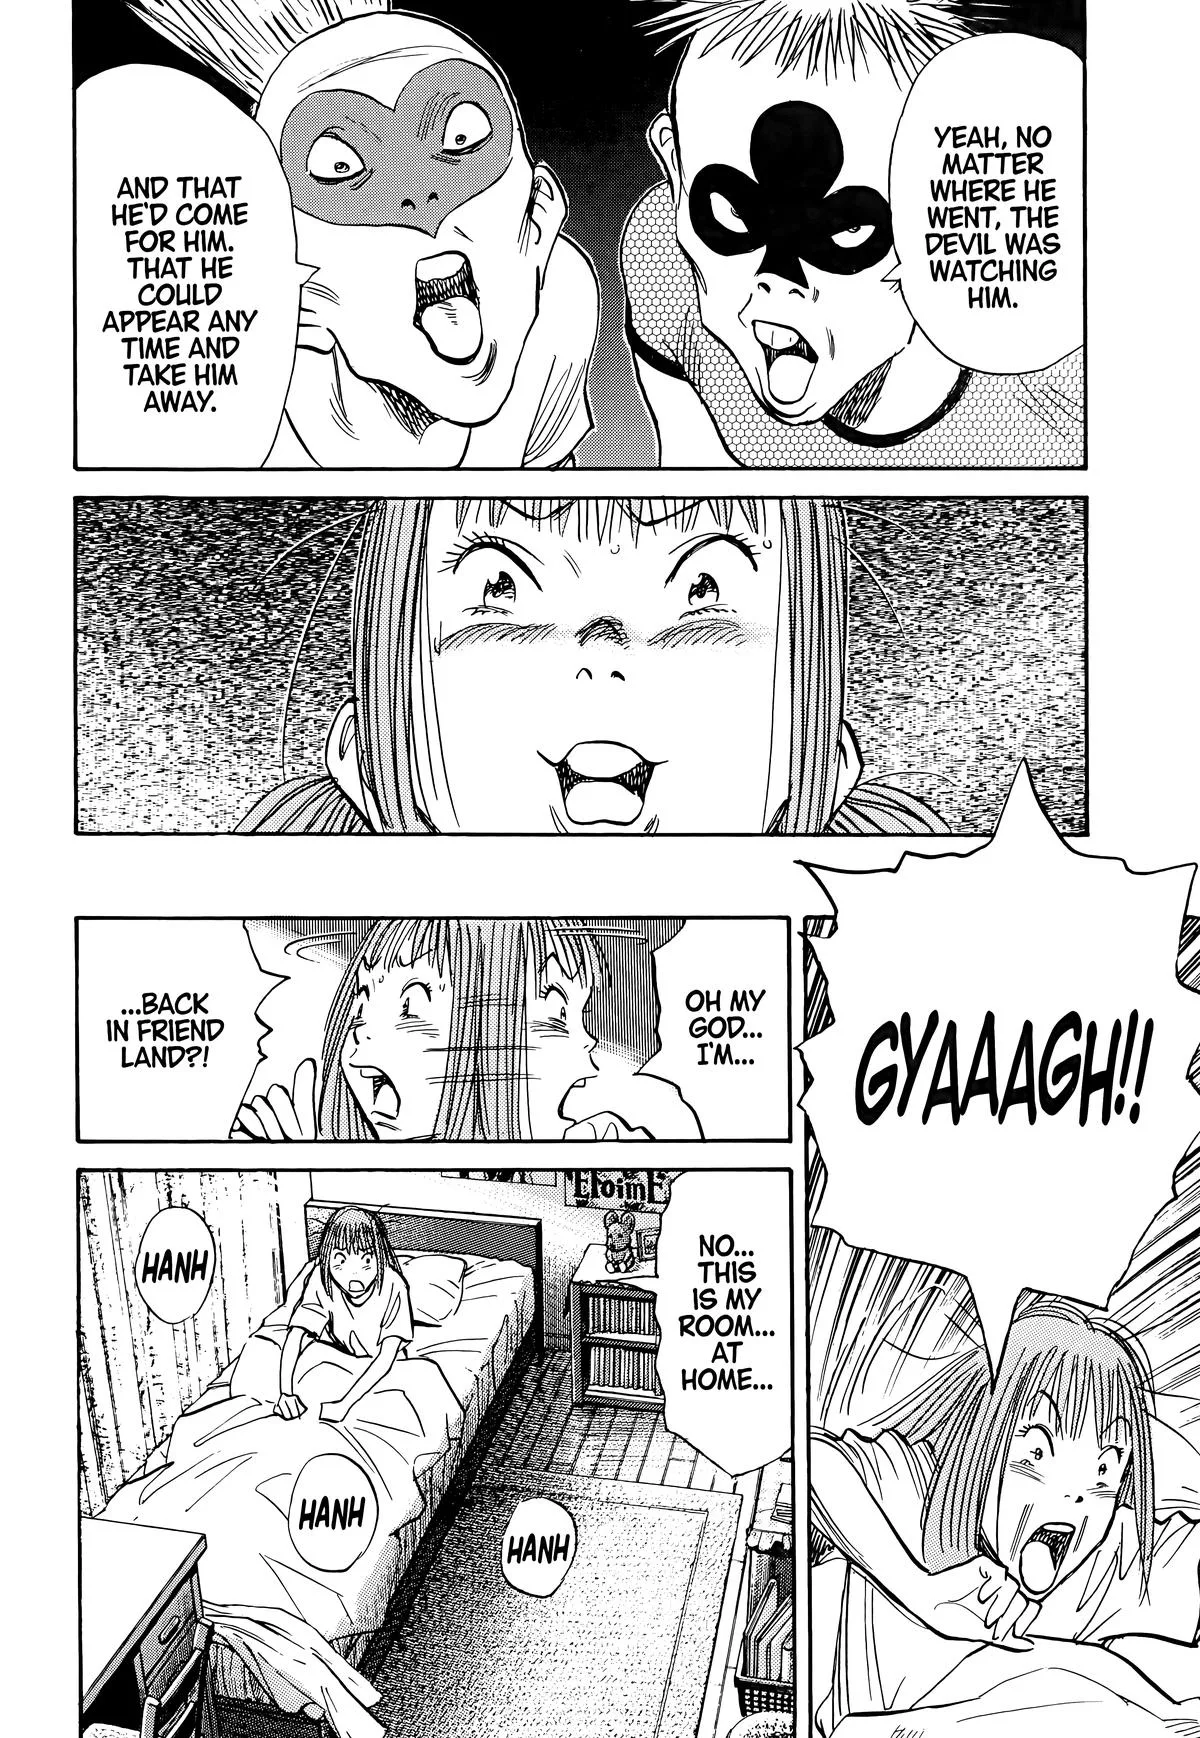 YEAH, NO
MATTER
WHERE HE
WENT, THE
DEVIL WAS
WATCHING
HIM.
AND THAT
HE'D COME
FOR HIM.
THAT HE
COULD
APPEAR ANY
TIME AND
TAKE HIM
AWAY.
GYAAAGH!!
OH MY
GOD...
I'M...
...BACK
IN FRIEND
LAND?!
EloimE
NO...
THIS
IS MY
ROOM...
AT
HOME...
HANH
HANH
HANH